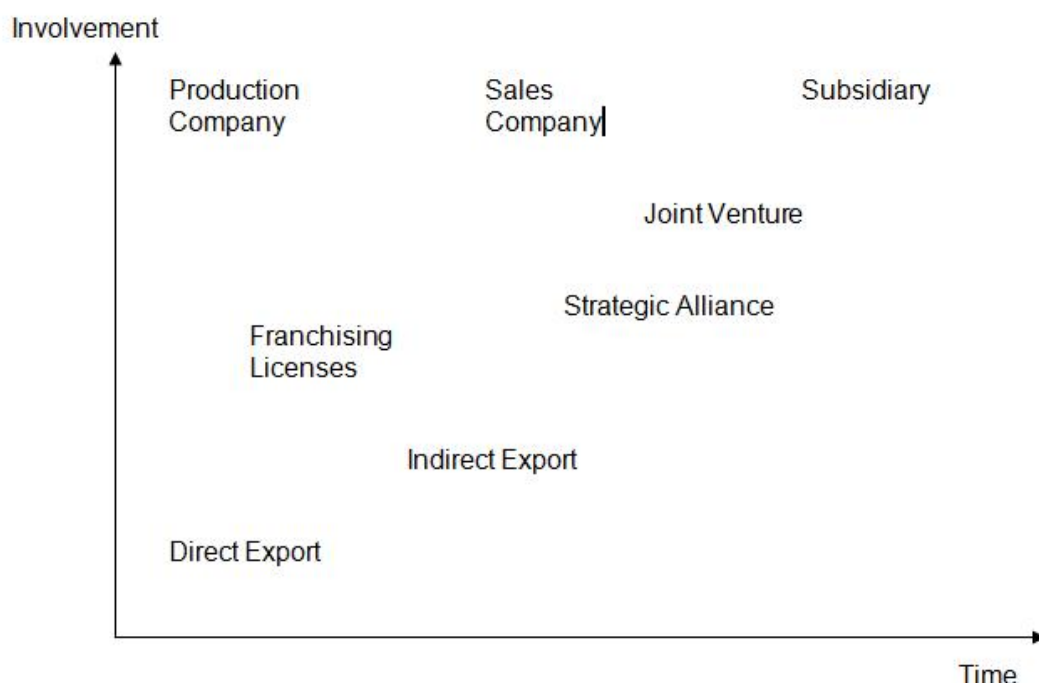 Involvement
Production
Company
Sales
Company
Subsidiary
Joint Venture
Strategic Alliance
Franchising
Licenses
Indirect Export
Direct Export
Time